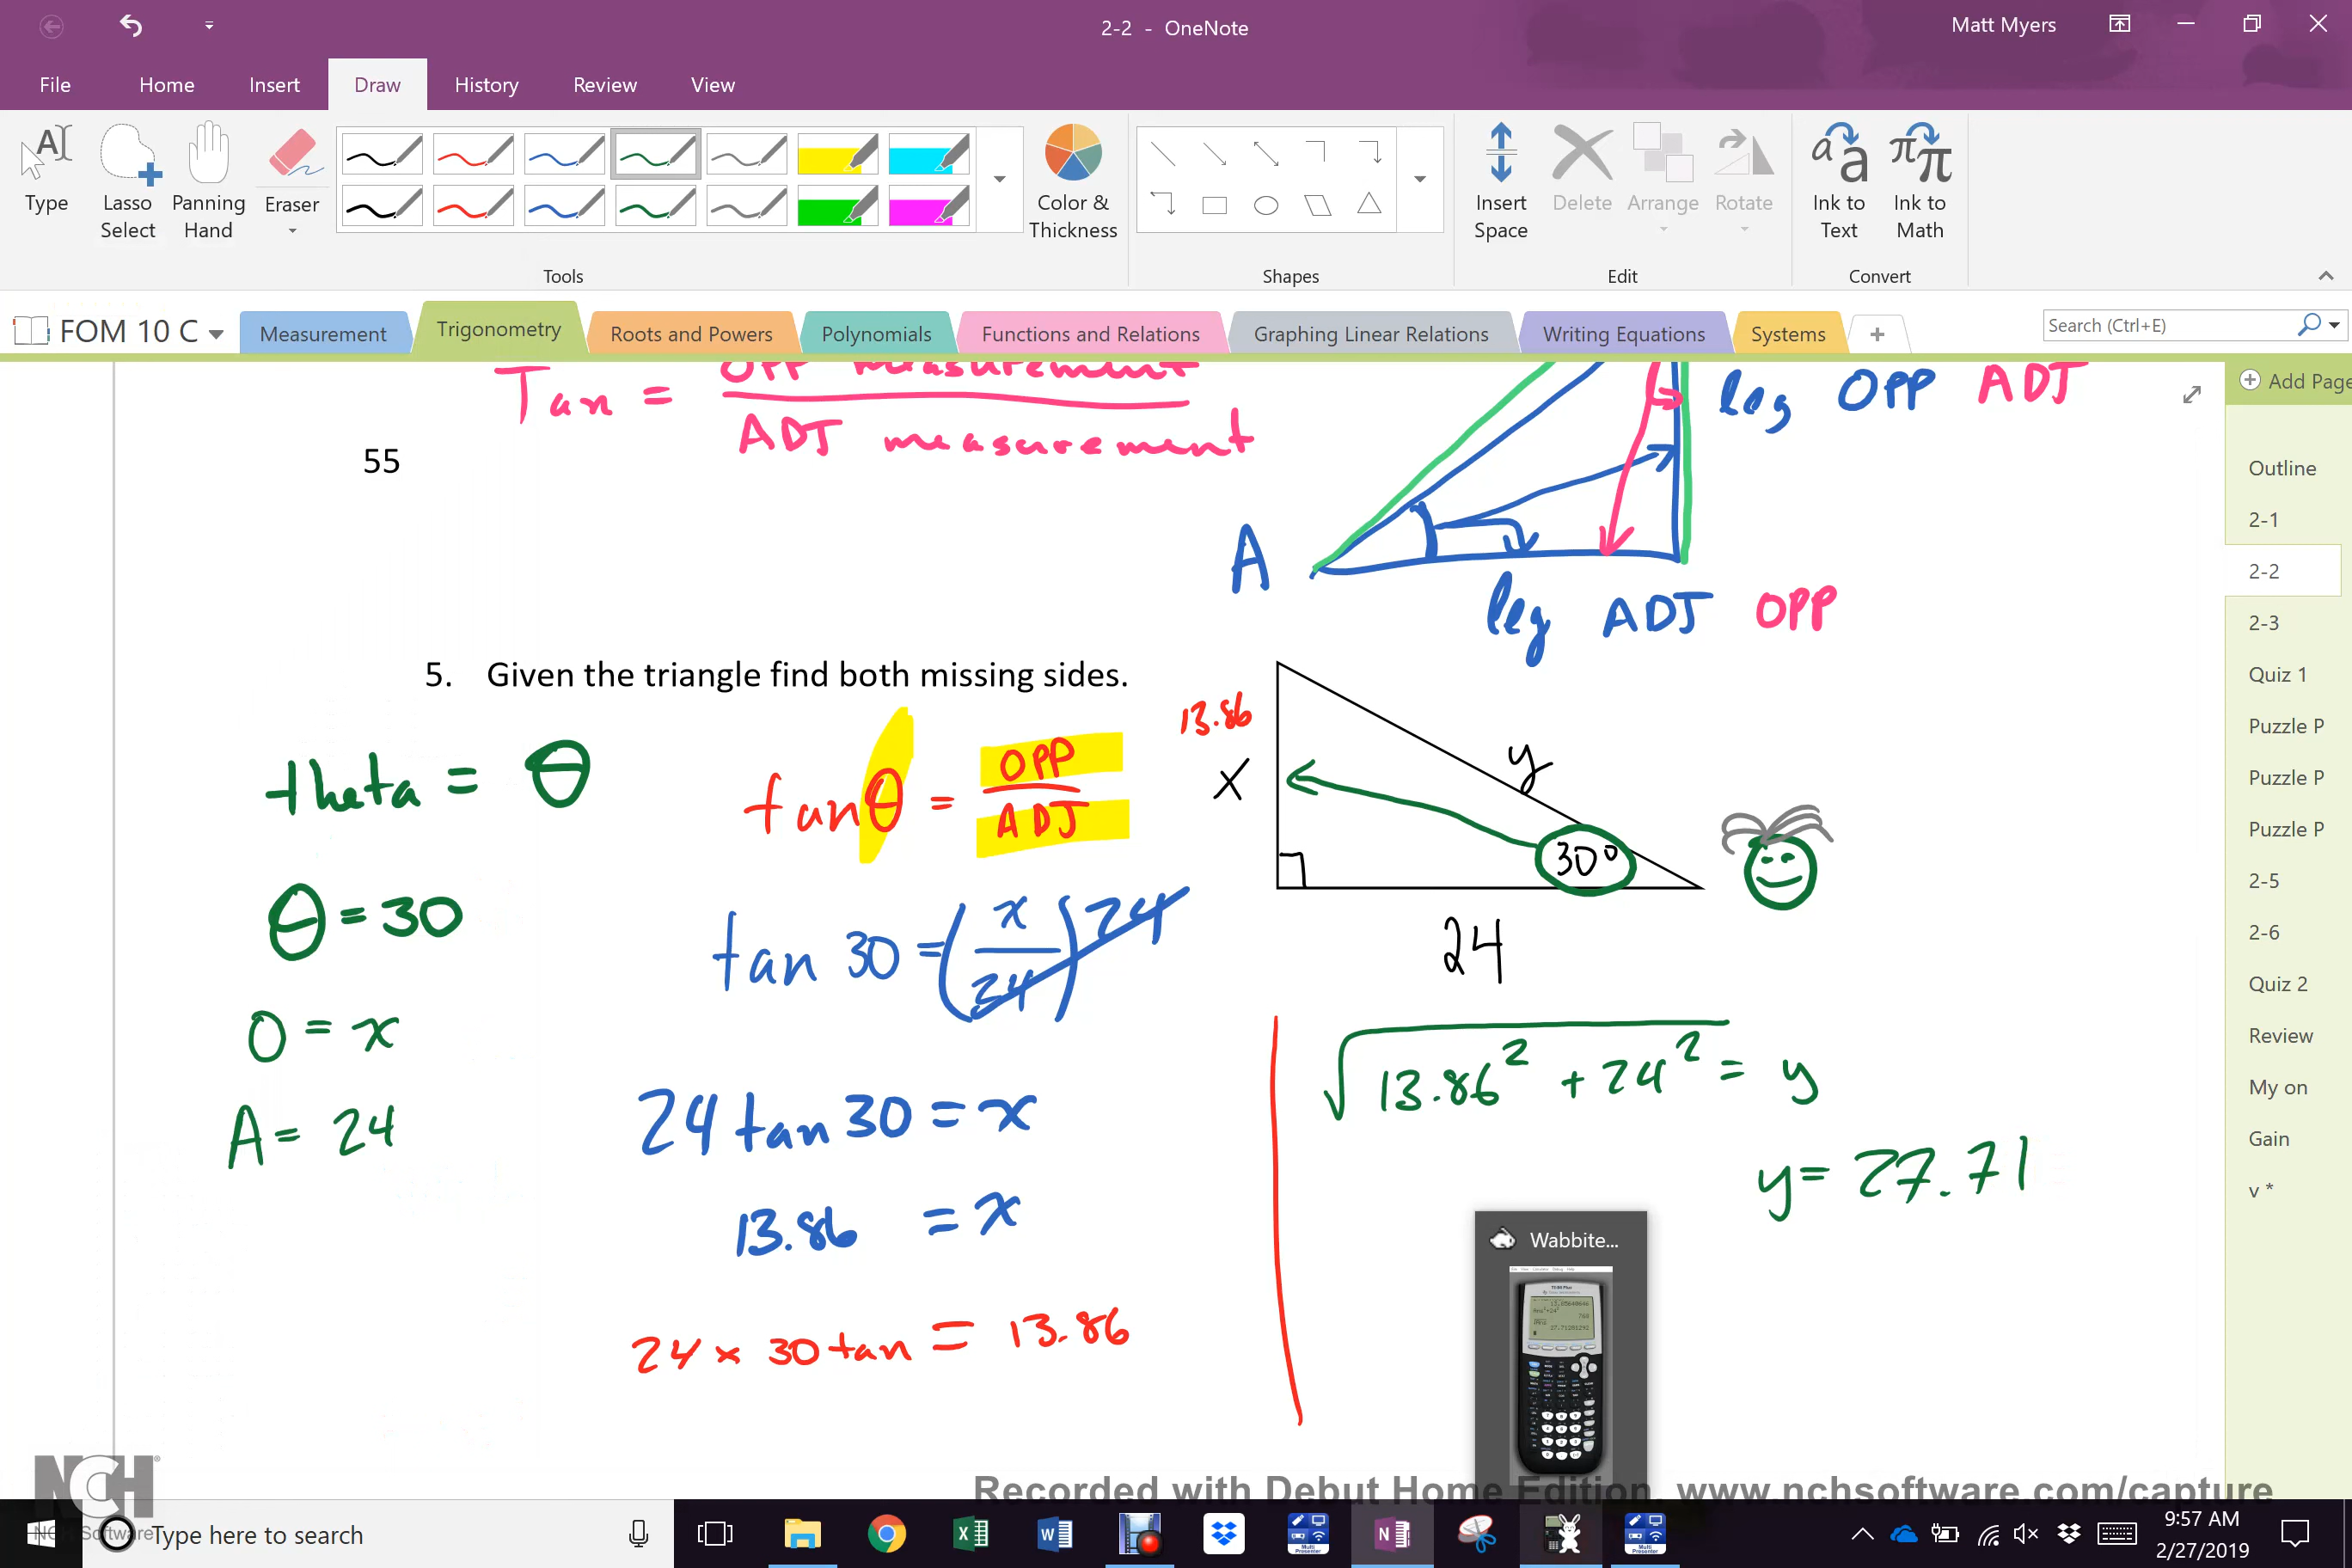 2-2 - OneNote
Matt Myers
File Home Insert Draw History Review View
Type
Lasso Select
Panning Hand
Eraser
Color & Thickness
Insert Space
Delete
Arrange
Rotate
Ink to Text
Ink to Math
Tools
Shapes
Edit
Convert
FOM 10 C
Measurement
Trigonometry
Roots and Powers
Polynomials
Functions and Relations
Graphing Linear Relations
Writing Equations
Systems
+
Search (Ctrl+E)
Add Page
Outline
2-1
2-2
2-3
Quiz 1
Puzzle P
Puzzle P
Puzzle P
2-5
2-6
Quiz 2
Review
My on
Gain
v *
Tan = OPP measurement
ADJ measurement
leg OPP ADJ
55
A
leg ADJ OPP
5. Given the triangle find both missing sides.
13.86
x
y
30°
24
theta = θ
θ = 30
O = x
A = 24
tan θ = OPP
ADJ
tan 30 = (x/24) 24
24 tan 30 = x
13.86 = x
24 × 30 tan = 13.86
√13.86² + 24² = y
y = 27.71
Wabbite...
NCH
NCH Software
Recorded with Debut Home Edition. www.nchsoftware.com/capture
Type here to search
9:57 AM
2/27/2019